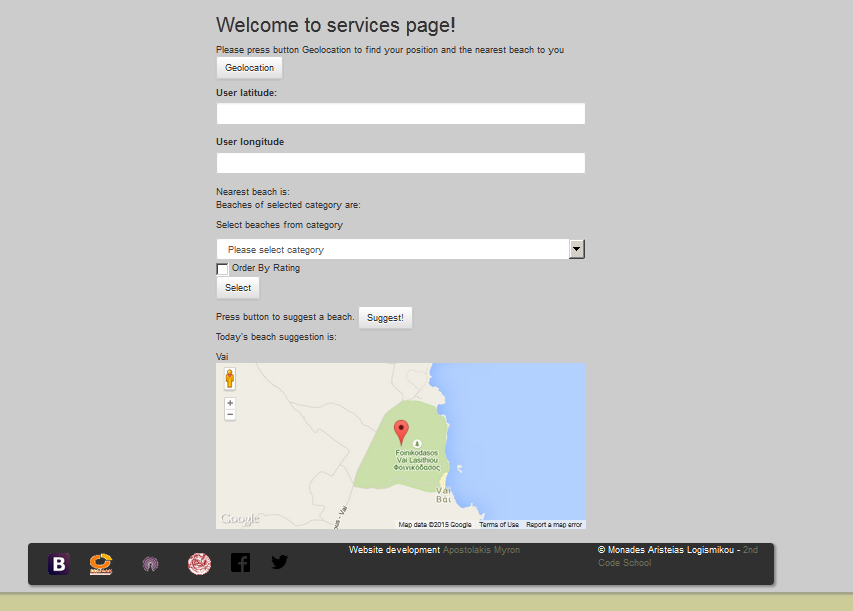 Welcome to services page!
Please press button Geolocation to find your position and the nearest beach to you
Geolocation
User latitude:
User longitude
Nearest beach is:
Beaches of selected category are:
Select beaches from category
Please select category
Order By Rating
Select
Press button to suggest a beach. Suggest!
Today's beach suggestion is:
Vai
+
−
Foinikodasos
Vai Lasithiou
Φοινικόδασος
Vai
Βάι
- Vai
Google
Map data ©2015 Google Terms of Use Report a map error
B
Website development Apostolakis Myron
© Monades Aristeias Logismikou - 2nd
Code School